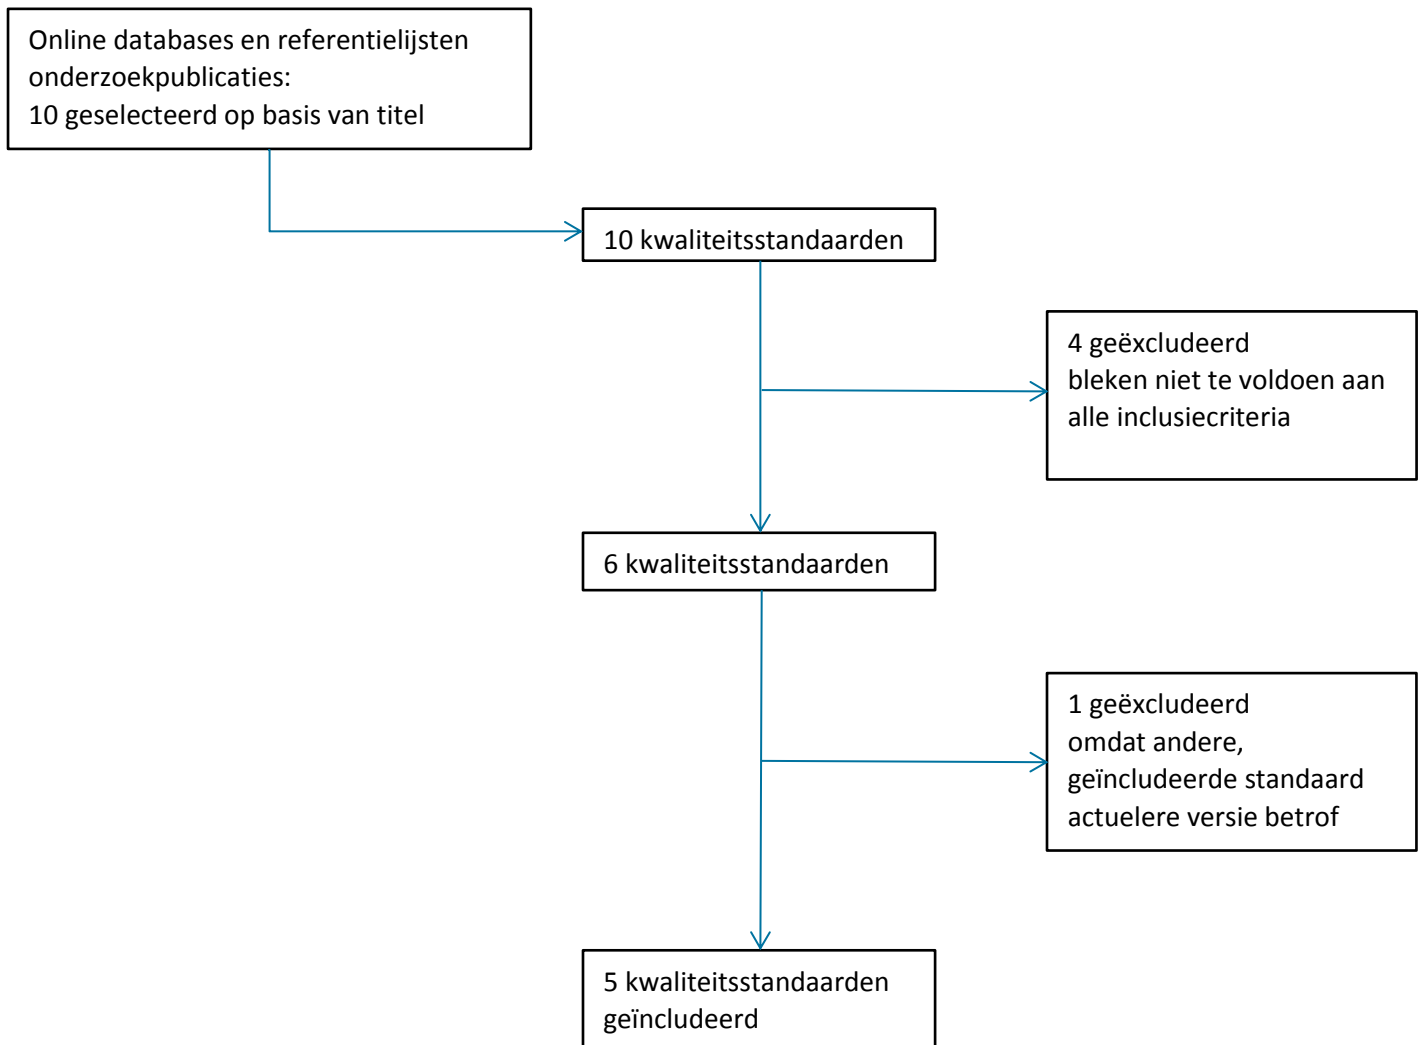 Online databases en referentielijsten
onderzoekpublicaties:
10 geselecteerd op basis van titel
10 kwaliteitsstandaarden
4 geëxcludeerd
bleken niet te voldoen aan
alle inclusiecriteria
6 kwaliteitsstandaarden
1 geëxcludeerd
omdat andere,
geïncludeerde standaard
actuelere versie betrof
5 kwaliteitsstandaarden
geïncludeerd